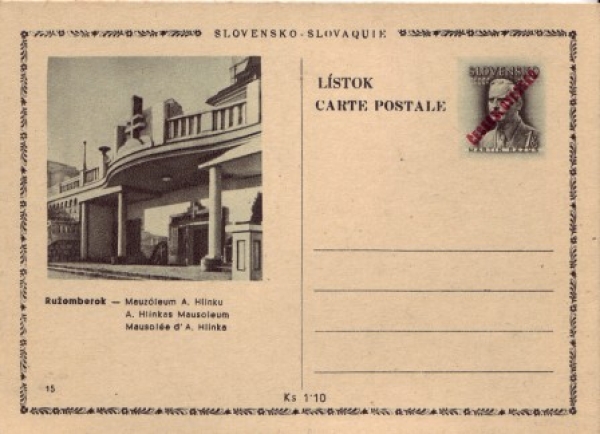 SLOVENSKO - SLOVAQUIE
LÍSTOK
CARTE POSTALE
SLOVENSKO
Ružomberok — Mauzóleum A. Hlinku
A. Hlinkas Mausoleum
Mausolée d'A. Hlinka
15
Ks 1·10